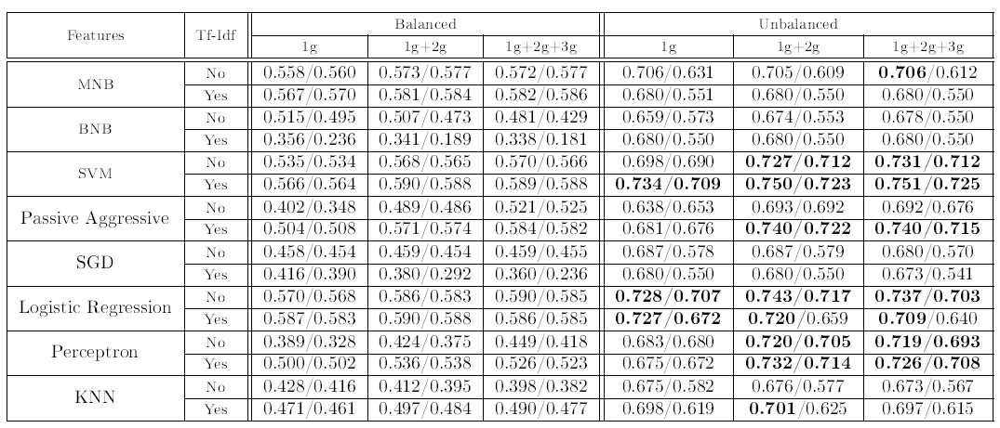 Features Tf-Idf Balanced Unbalanced
1g 1g+2g 1g+2g+3g 1g 1g+2g 1g+2g+3g
MNB No 0.558/0.560 0.573/0.577 0.572/0.577 0.706/0.631 0.705/0.609 0.706/0.612
Yes 0.567/0.570 0.581/0.584 0.582/0.586 0.680/0.551 0.680/0.550 0.680/0.550
BNB No 0.515/0.495 0.507/0.473 0.481/0.429 0.659/0.573 0.674/0.553 0.678/0.550
Yes 0.356/0.236 0.341/0.189 0.338/0.181 0.680/0.550 0.680/0.550 0.680/0.550
SVM No 0.535/0.534 0.568/0.565 0.570/0.566 0.698/0.690 0.727/0.712 0.731/0.712
Yes 0.566/0.564 0.590/0.588 0.589/0.588 0.734/0.709 0.750/0.723 0.751/0.725
Passive Aggressive No 0.402/0.348 0.489/0.486 0.521/0.525 0.638/0.653 0.693/0.692 0.692/0.676
Yes 0.504/0.508 0.571/0.574 0.584/0.582 0.681/0.676 0.740/0.722 0.740/0.715
SGD No 0.458/0.454 0.459/0.454 0.459/0.455 0.687/0.578 0.687/0.579 0.680/0.570
Yes 0.416/0.390 0.380/0.292 0.360/0.236 0.680/0.550 0.680/0.550 0.673/0.541
Logistic Regression No 0.570/0.568 0.586/0.583 0.590/0.585 0.728/0.707 0.743/0.717 0.737/0.703
Yes 0.587/0.583 0.590/0.588 0.586/0.585 0.727/0.672 0.720/0.659 0.709/0.640
Perceptron No 0.389/0.328 0.424/0.375 0.449/0.418 0.683/0.680 0.720/0.705 0.719/0.693
Yes 0.500/0.502 0.536/0.538 0.526/0.523 0.675/0.672 0.732/0.714 0.726/0.708
KNN No 0.428/0.416 0.412/0.395 0.398/0.382 0.675/0.582 0.676/0.577 0.673/0.567
Yes 0.471/0.461 0.497/0.484 0.490/0.477 0.698/0.619 0.701/0.625 0.697/0.615